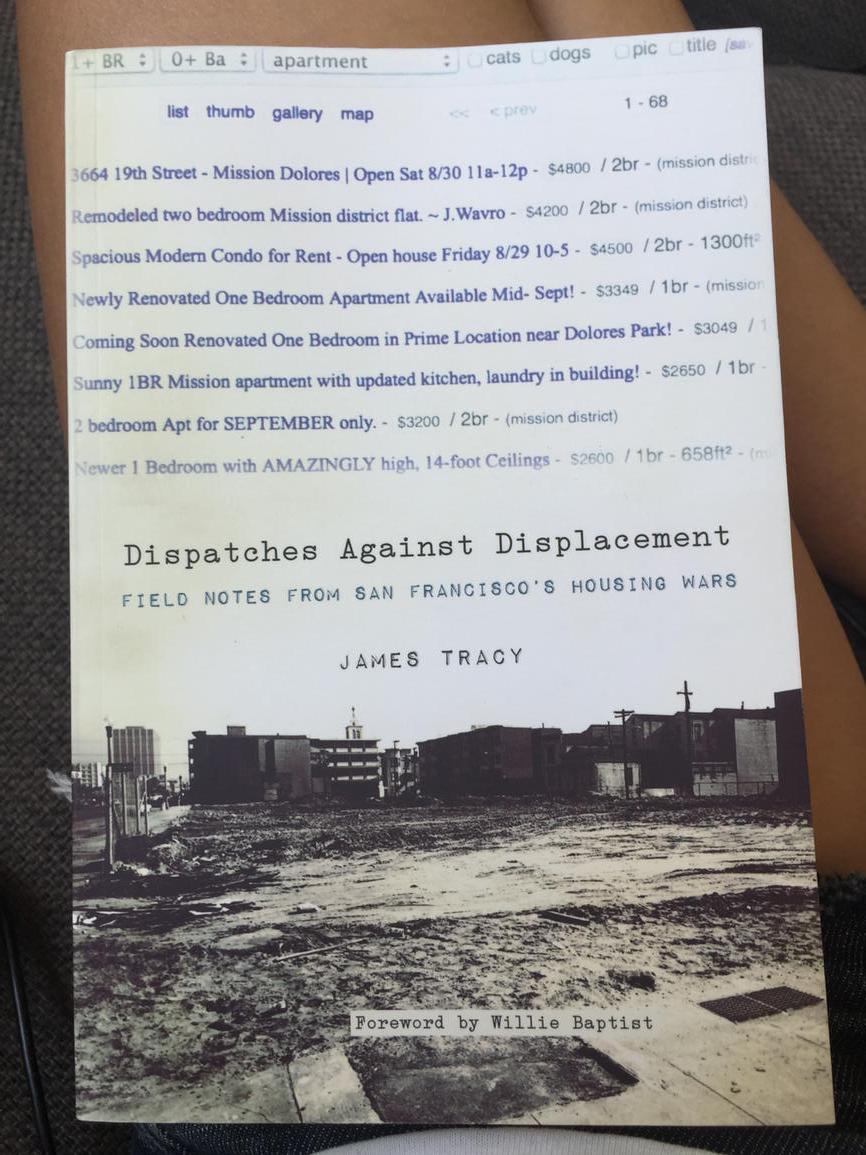 1+ BR 0+ Ba apartment cats dogs pic title
list thumb gallery map << < prev 1 - 68
3664 19th Street - Mission Dolores | Open Sat 8/30 11a-12p - $4800 / 2br - (mission distric
Remodeled two bedroom Mission district flat. ~ J.Wavro - $4200 / 2br - (mission district)
Spacious Modern Condo for Rent - Open house Friday 8/29 10-5 - $4500 / 2br - 1300ft²
Newly Renovated One Bedroom Apartment Available Mid- Sept! - $3349 / 1br - (mission
Coming Soon Renovated One Bedroom in Prime Location near Dolores Park! - $3049 / 1
Sunny 1BR Mission apartment with updated kitchen, laundry in building! - $2650 / 1br -
2 bedroom Apt for SEPTEMBER only. - $3200 / 2br - (mission district)
Newer 1 Bedroom with AMAZINGLY high, 14-foot Ceilings - $2600 / 1br - 658ft² -
Dispatches Against Displacement
FIELD NOTES FROM SAN FRANCISCO'S HOUSING WARS
JAMES TRACY
Foreword by Willie Baptist